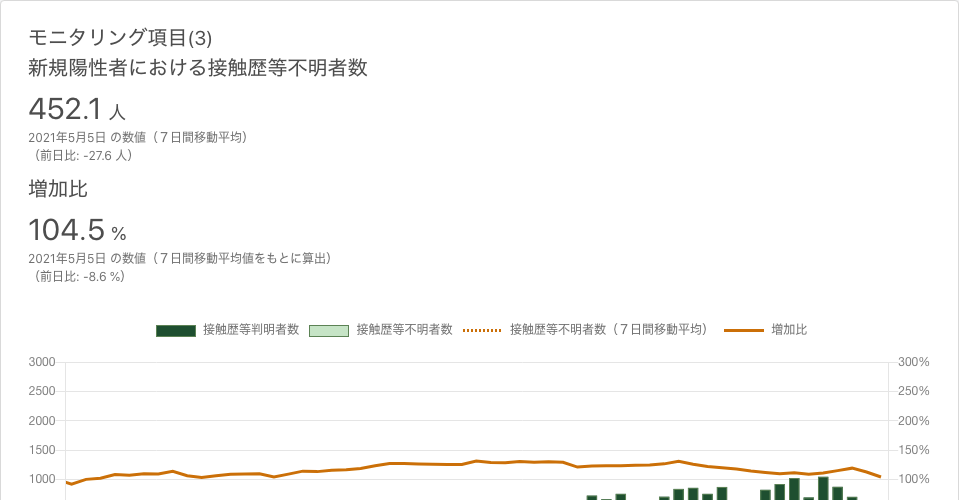 モニタリング項目(3)
新規陽性者における接触歴等不明者数
452.1 人
2021年5月5日 の数値（７日間移動平均）
（前日比: -27.6 人）
増加比
104.5 %
2021年5月5日 の数値（７日間移動平均値をもとに算出）
（前日比: -8.6 %）
接触歴等判明者数 接触歴等不明者数 接触歴等不明者数（７日間移動平均） 増加比
3000 300%
2500 250%
2000 200%
1500 150%
1000 100%